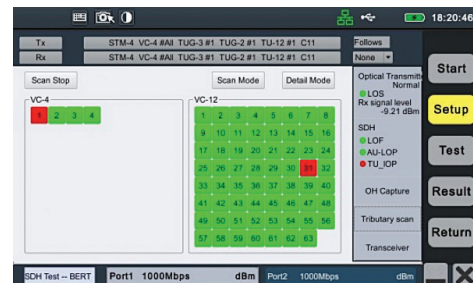 18:20:46
Tx STM-4 VC-4 #All TUG-3 #1 TUG-2 #1 TU-12 #1 C11 Follows
Rx STM-4 VC-4 #All TUG-3 #1 TUG-2 #1 TU-12 #1 C11 None
Scan Stop Scan Mode Detail Mode
VC-4
1 2 3 4
VC-12
1 2 3 4 5 6 7 8
9 10 11 12 13 14 15 16
17 18 19 20 21 22 23 24
25 26 27 28 29 30 31 32
33 34 35 36 37 38 39 40
41 42 43 44 45 46 47 48
49 50 51 52 53 54 55 56
57 58 59 60 61 62 63
Optical Transmitt
Normal
LOS
Rx signal level
-9.21 dBm
SDH
LOF
AU-LOP
TU_lOP
OH Capture
Tributary scan
Transceiver
Start
Setup
Test
Result
Return
SDH Test -- BERT Port1 1000Mbps dBm Port2 1000Mbps dBm